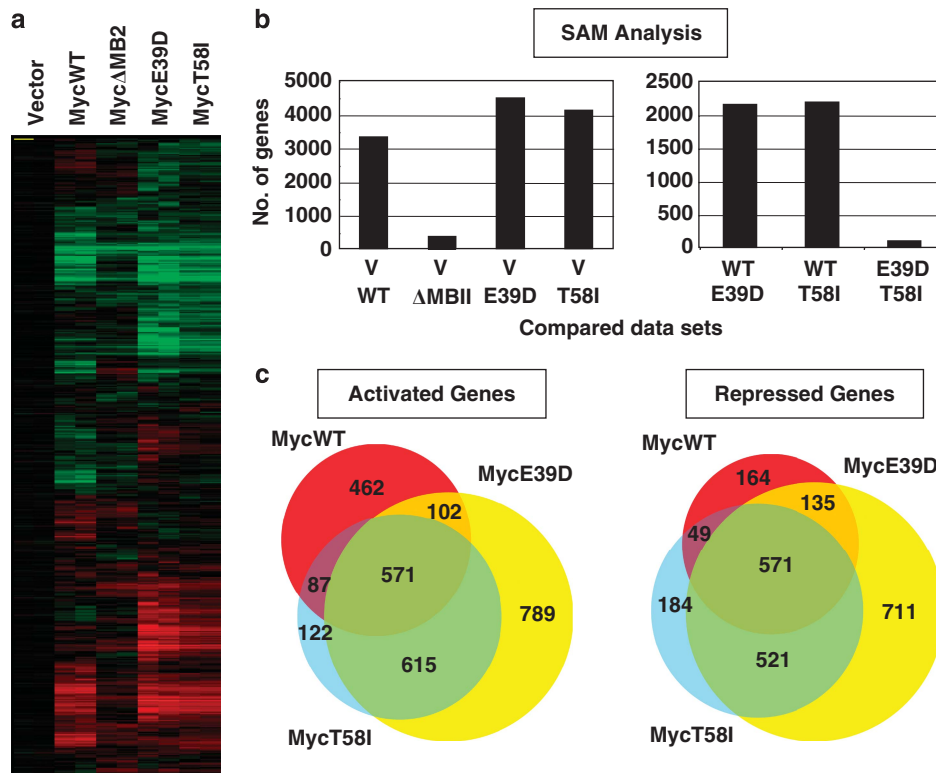 a
Vector
MycWT
MycΔMB2
MycE39D
MycT58I
b
SAM Analysis
No. of genes
5000
4000
3000
2000
1000
0
V
WT
V
ΔMBII
V
E39D
V
T58I
2500
2000
1500
1000
500
0
WT
E39D
WT
T58I
E39D
T58I
Compared data sets
c
Activated Genes
MycWT
MycE39D
462
102
87
571
122
789
615
MycT58I
Repressed Genes
MycWT
MycE39D
164
135
49
571
184
711
521
MycT58I